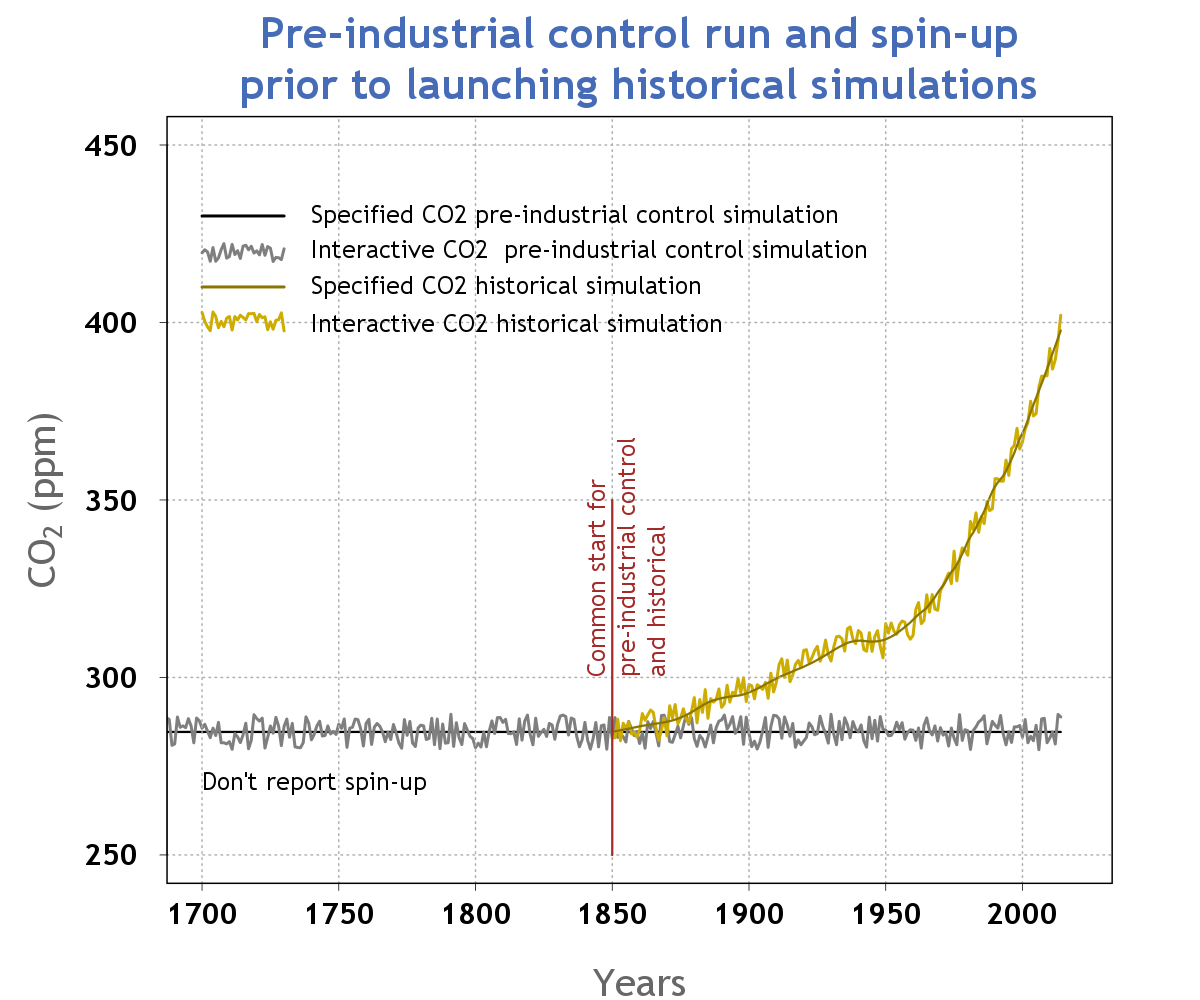 Pre-industrial control run and spin-up
prior to launching historical simulations
450
400
350
300
250
CO2 (ppm)
Specified CO2 pre-industrial control simulation
Interactive CO2  pre-industrial control simulation
Specified CO2 historical simulation
Interactive CO2 historical simulation
Common start for
pre-industrial control
and historical
Don't report spin-up
1700 1750 1800 1850 1900 1950 2000
Years